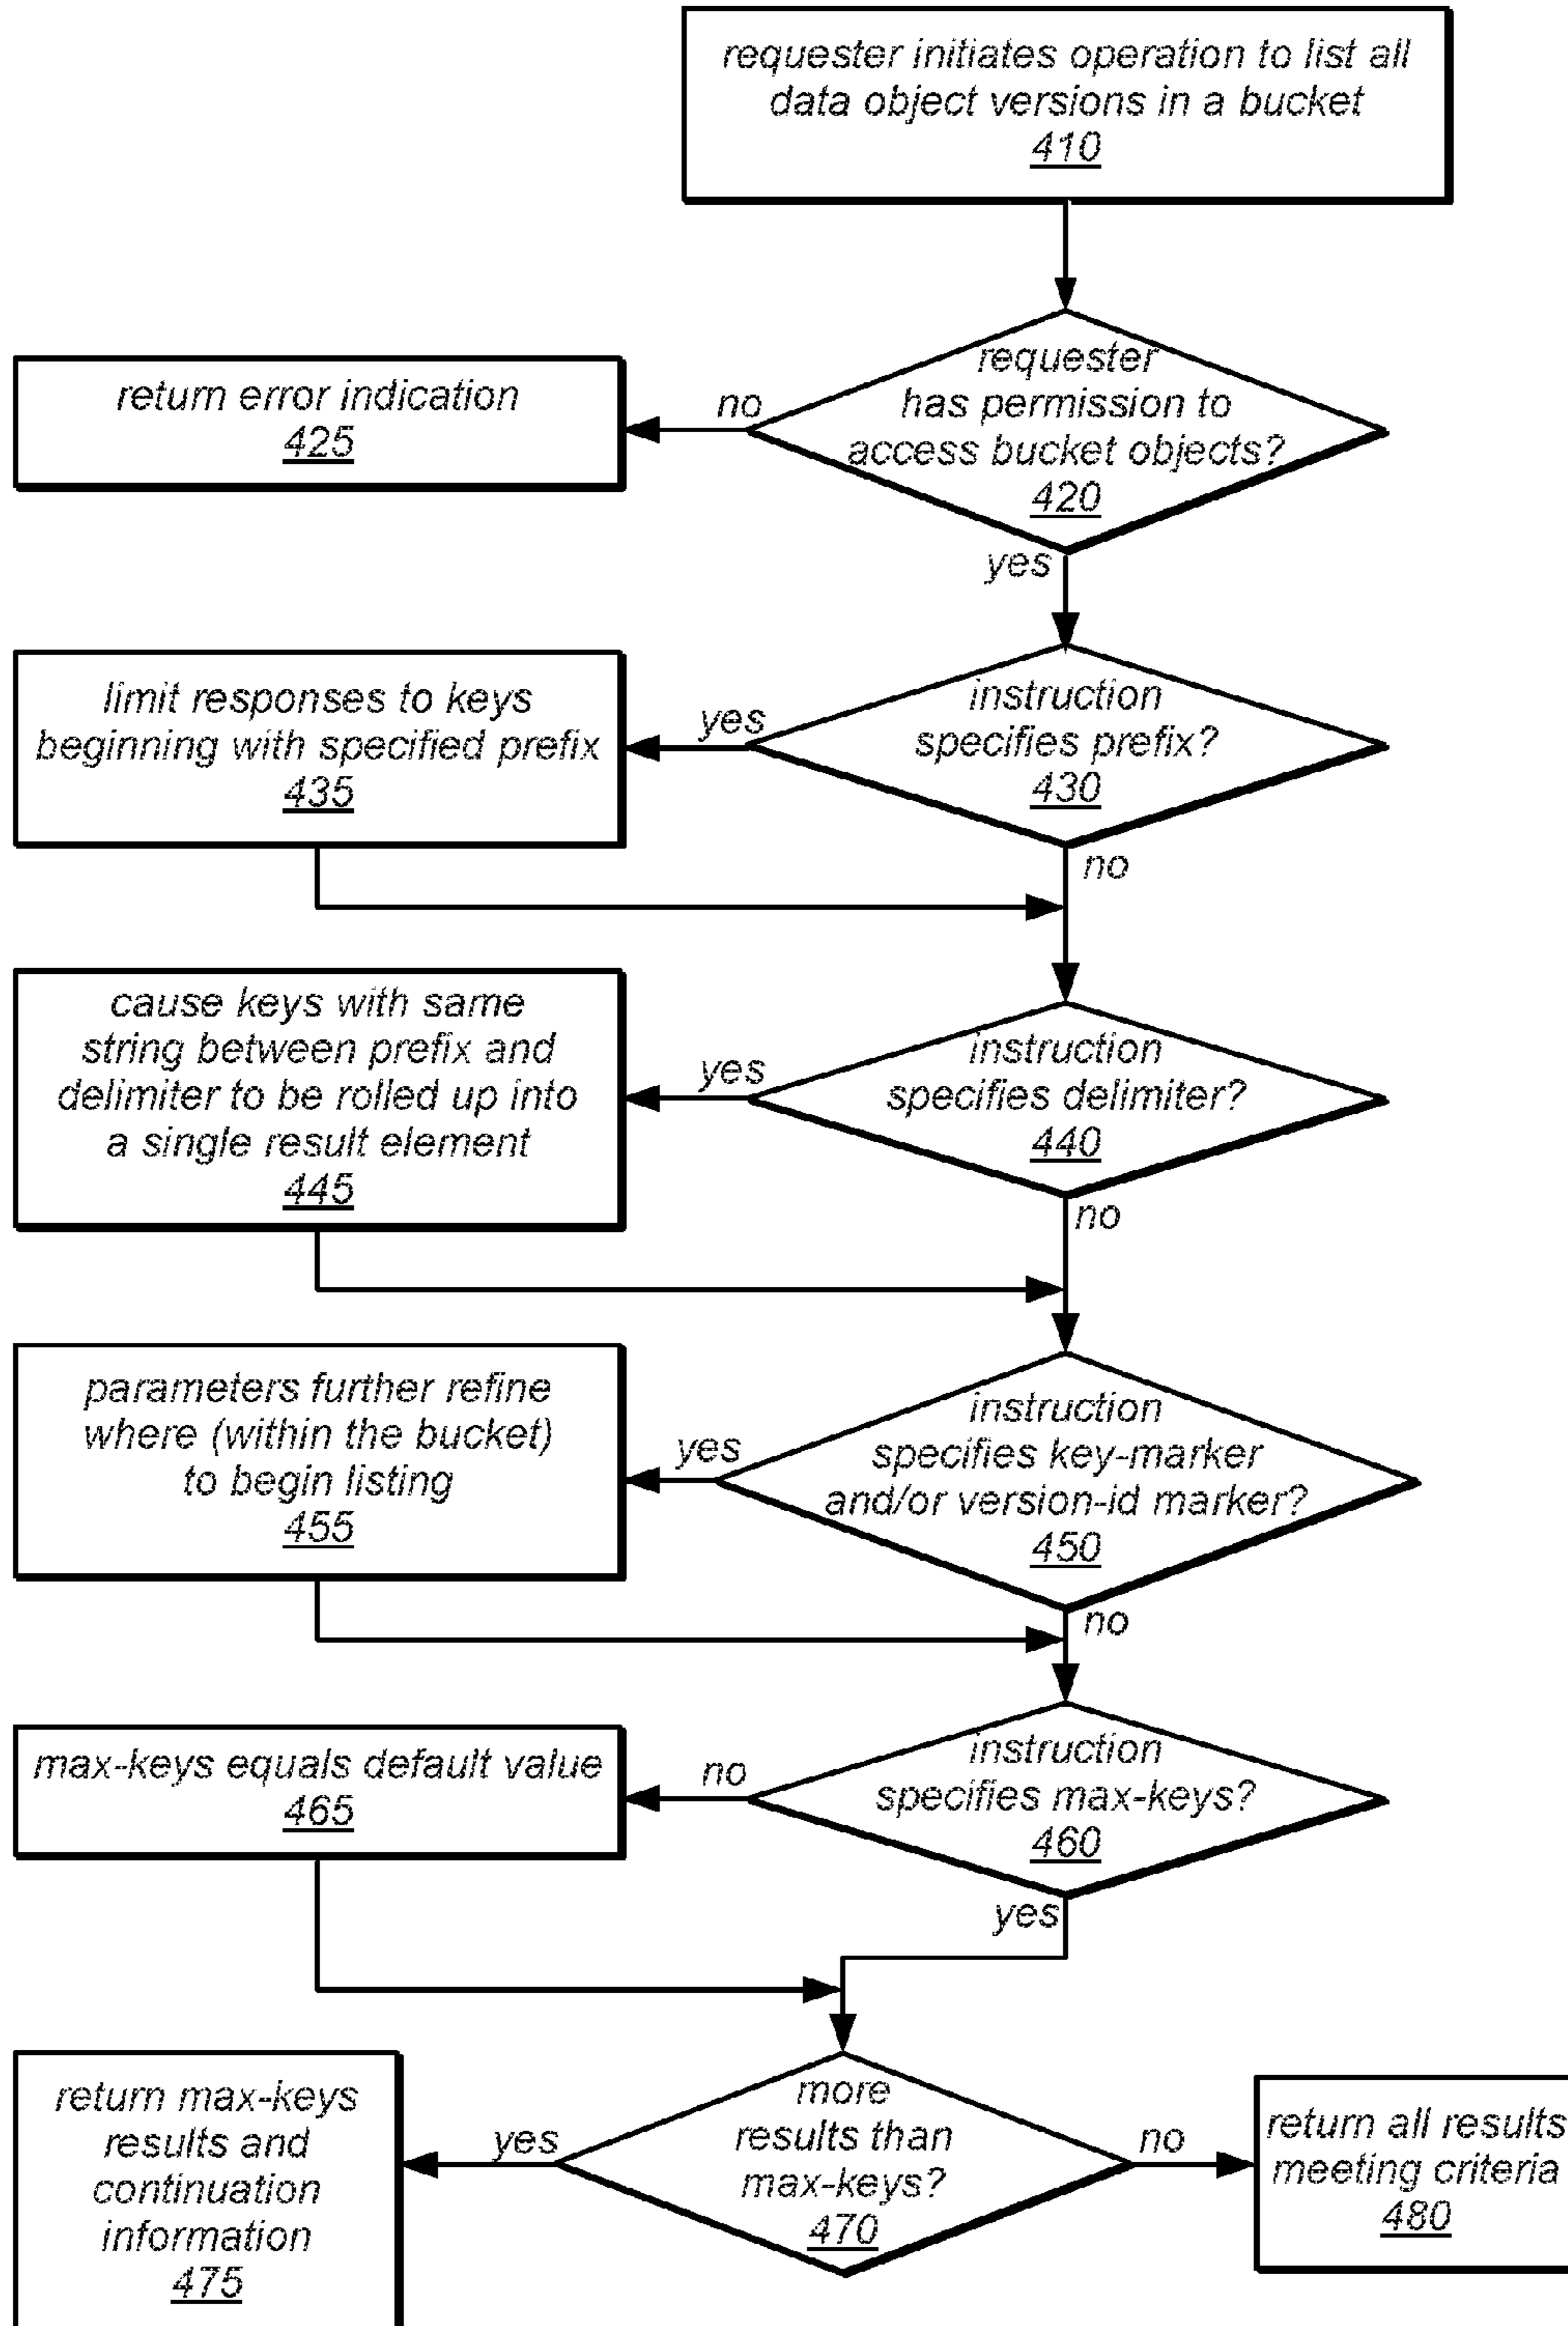 requester initiates operation to list all
data object versions in a bucket
410
requester
has permission to
access bucket objects?
420
no
return error indication
425
yes
instruction
specifies prefix?
430
yes
limit responses to keys
beginning with specified prefix
435
no
instruction
specifies delimiter?
440
yes
cause keys with same
string between prefix and
delimiter to be rolled up into
a single result element
445
no
instruction
specifies key-marker
and/or version-id marker?
450
yes
parameters further refine
where (within the bucket)
to begin listing
455
no
instruction
specifies max-keys?
460
no
max-keys equals default value
465
yes
more
results than
max-keys?
470
yes
return max-keys
results and
continuation
information
475
no
return all results
meeting criteria
480